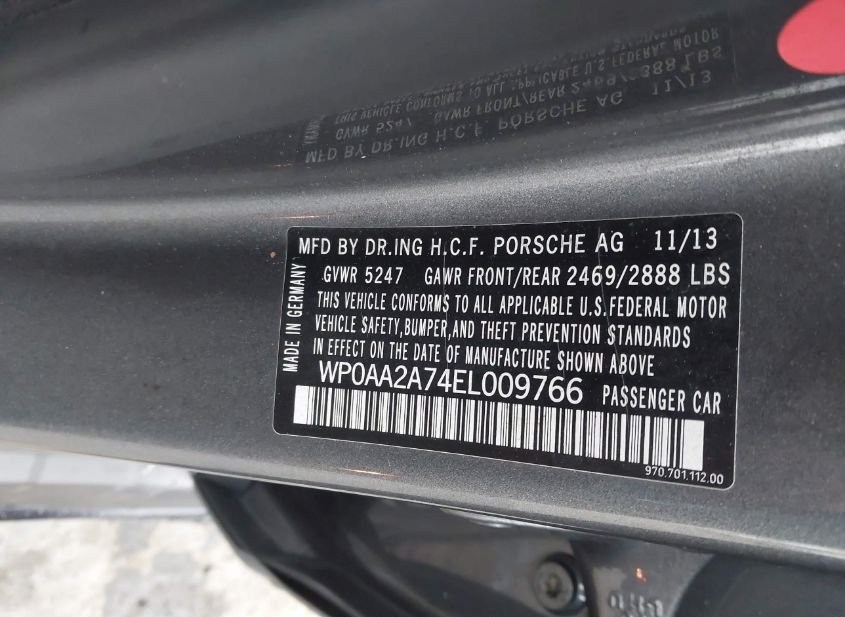 MFD BY DR.ING H.C.F. PORSCHE AG 11/13
GVWR 5247 GAWR FRONT/REAR 2469/2888 LBS
THIS VEHICLE CONFORMS TO ALL APPLICABLE U.S. FEDERAL MOTOR
VEHICLE SAFETY,BUMPER,AND THEFT PREVENTION STANDARDS
IN EFFECT ON THE DATE OF MANUFACTURE SHOWN ABOVE.
MADE IN GERMANY
WP0AA2A74EL009766 PASSENGER CAR
970.701.112.00